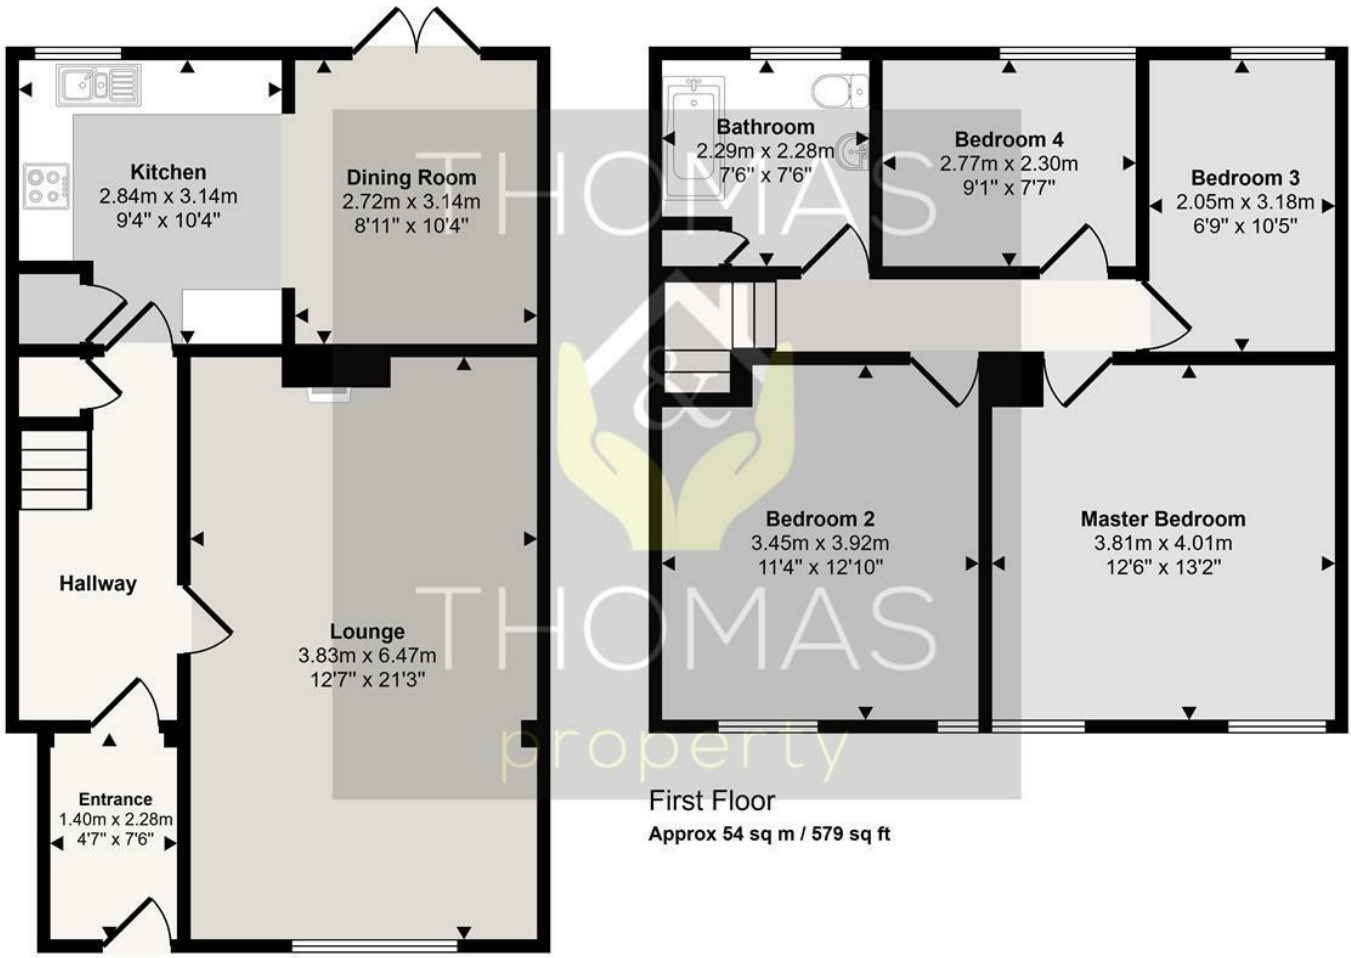 Kitchen
2.84m x 3.14m
9'4" x 10'4"
Dining Room
2.72m x 3.14m
8'11" x 10'4"
Hallway
Lounge
3.83m x 6.47m
12'7" x 21'3"
Entrance
1.40m x 2.28m
4'7" x 7'6"
Bathroom
2.29m x 2.28m
7'6" x 7'6"
Bedroom 4
2.77m x 2.30m
9'1" x 7'7"
Bedroom 3
2.05m x 3.18m
6'9" x 10'5"
Bedroom 2
3.45m x 3.92m
11'4" x 12'10"
Master Bedroom
3.81m x 4.01m
12'6" x 13'2"
THOMAS
&
THOMAS
property
First Floor
Approx 54 sq m / 579 sq ft